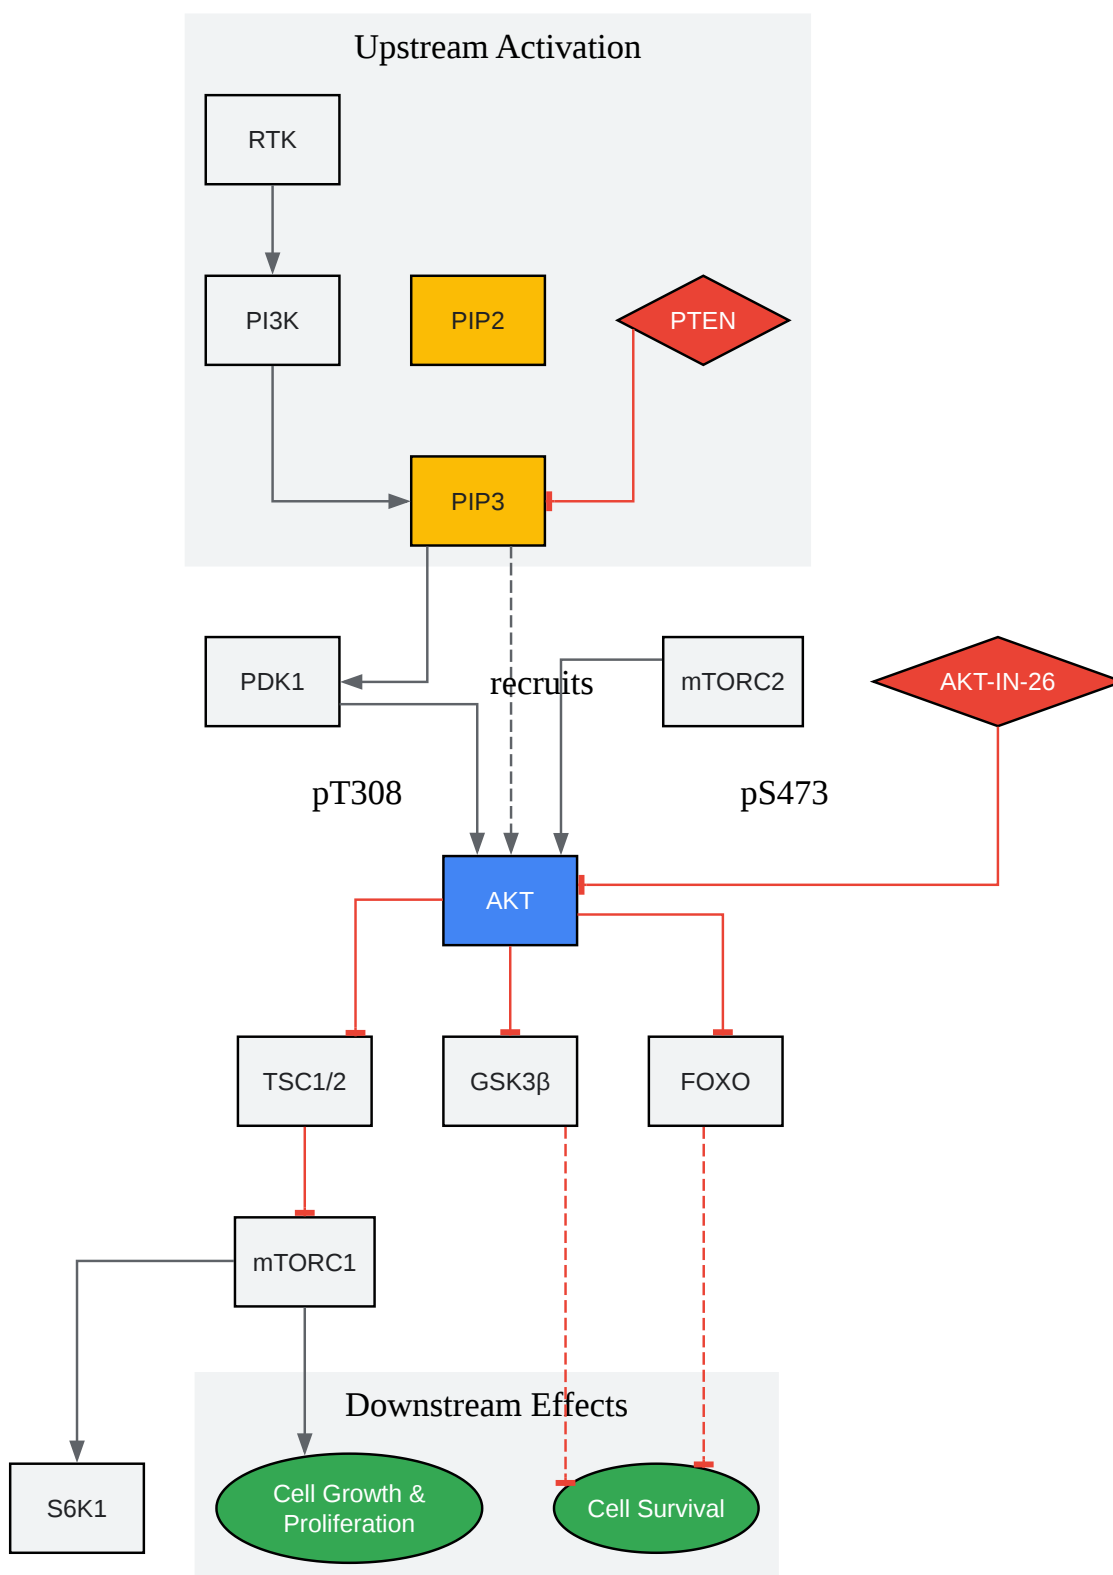 Upstream Activation
RTK
PI3K
PIP2
PTEN
PIP3
PDK1
recruits
mTORC2
AKT-IN-26
pT308
pS473
AKT
TSC1/2
GSK3β
FOXO
mTORC1
Downstream Effects
S6K1
Cell Growth &
Proliferation
Cell Survival